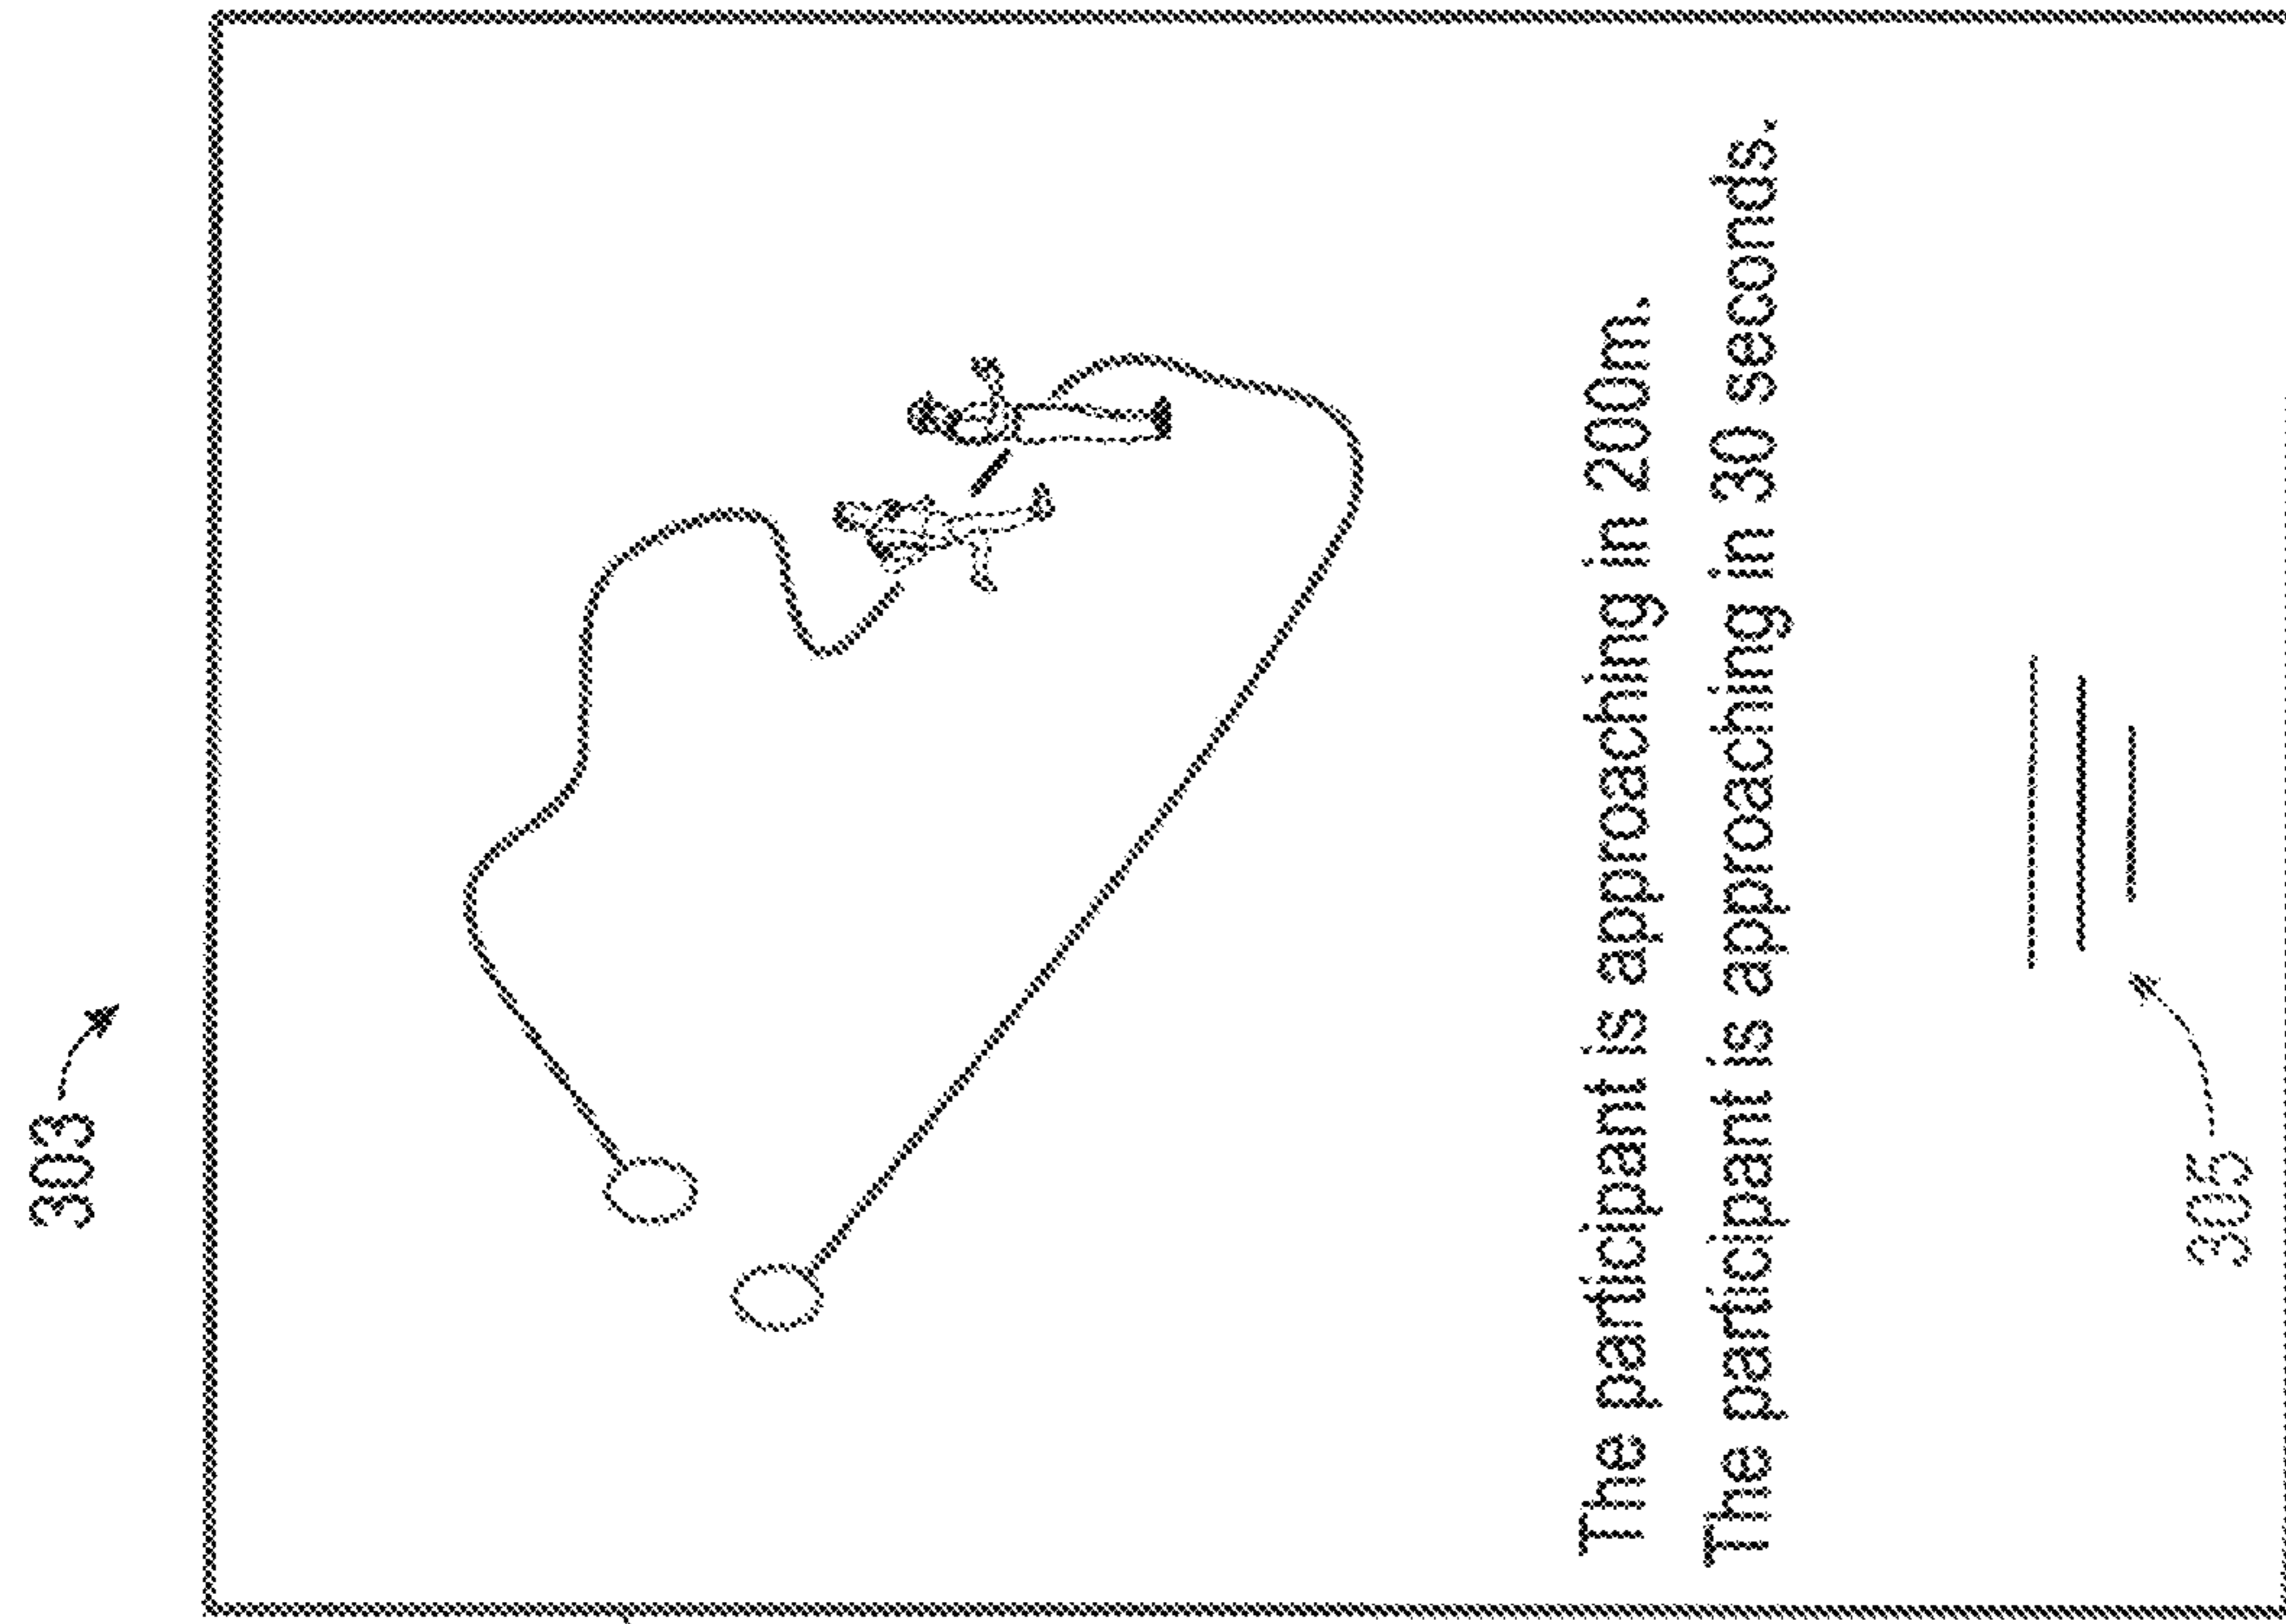 303
The participant is approaching in 200m.
The participant is approaching in 30 seconds.
305